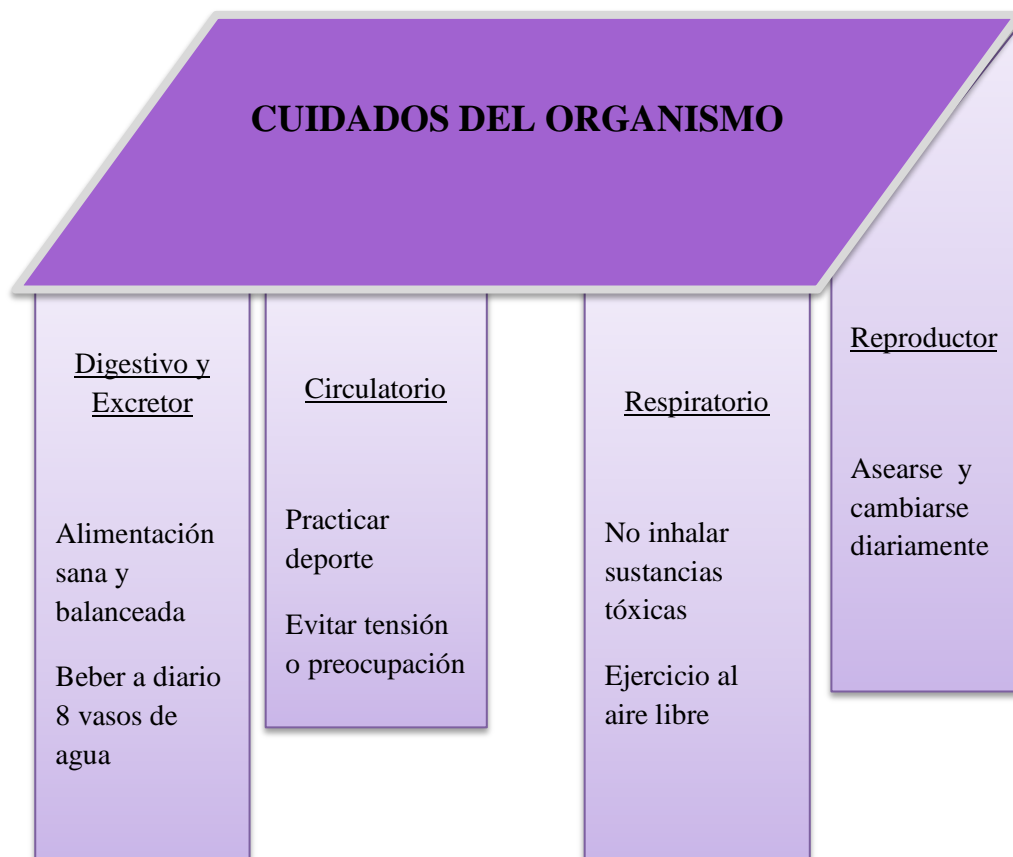 CUIDADOS DEL ORGANISMO
Digestivo y
Excretor
Alimentación
sana y
balanceada
Beber a diario
8 vasos de
agua
Circulatorio
Practicar
deporte
Evitar tensión
o preocupación
Respiratorio
No inhalar
sustancias
tóxicas
Ejercicio al
aire libre
Reproductor
Asearse y
cambiarse
diariamente